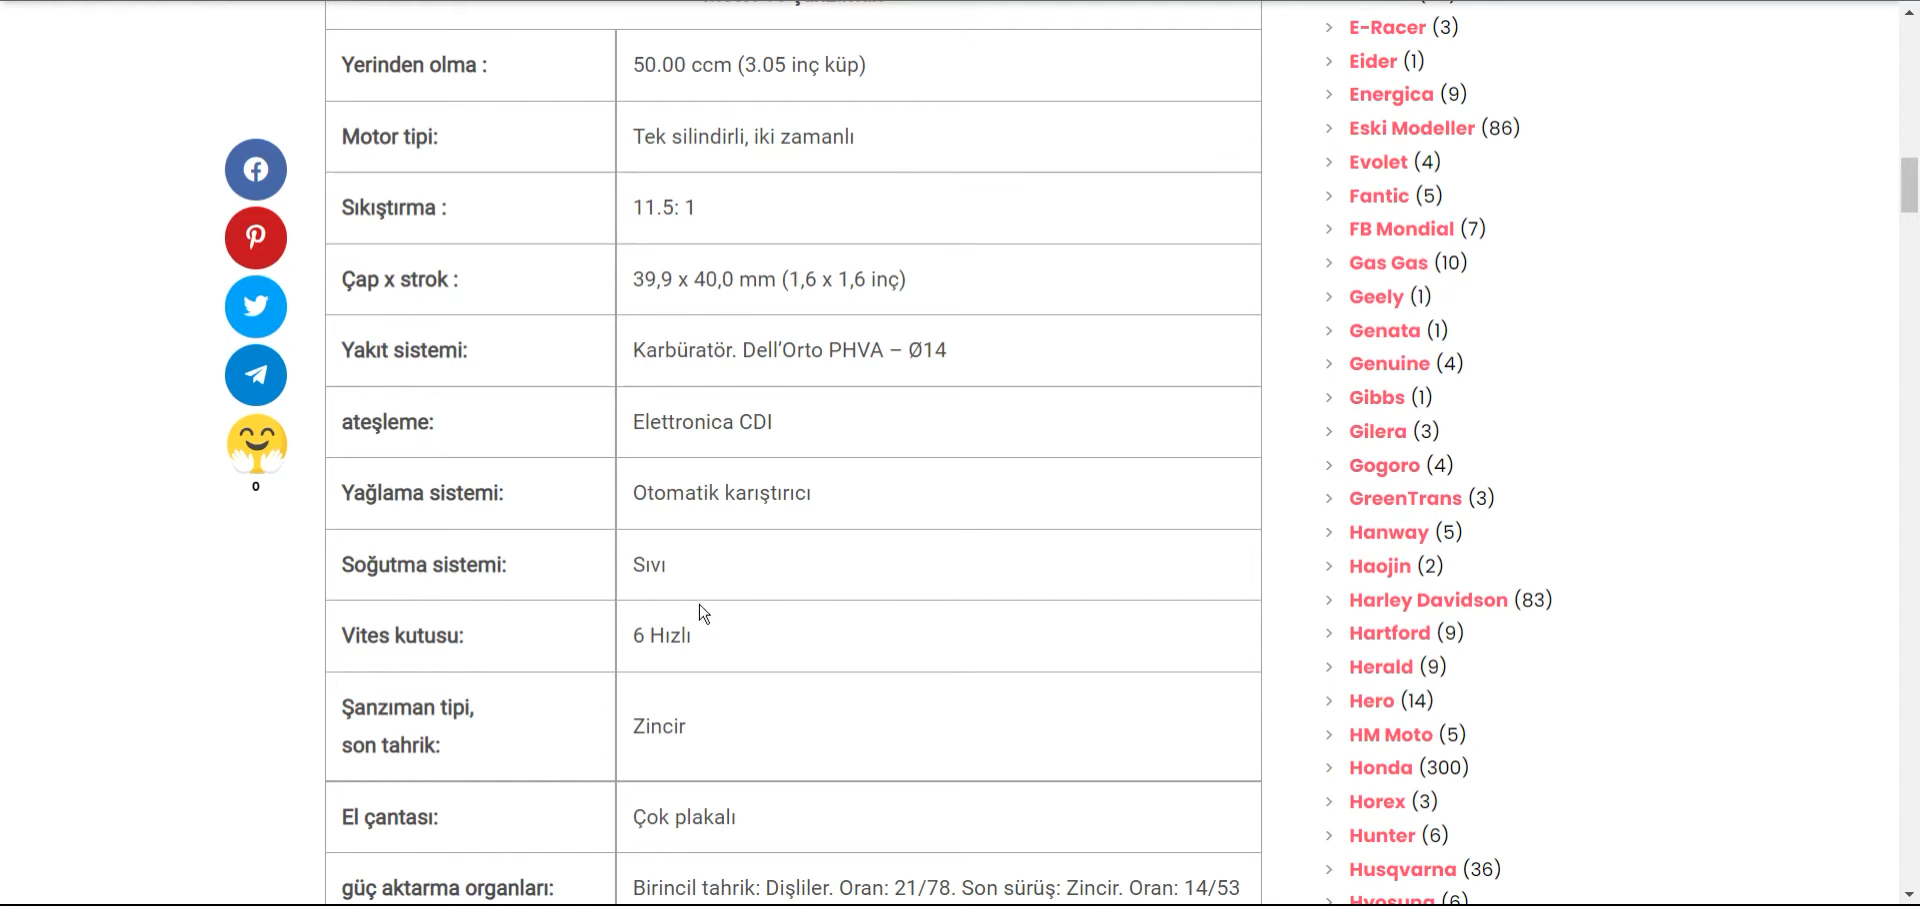 Yerinden olma :
50.00 ccm (3.05 inç küp)
Motor tipi:
Tek silindirli, iki zamanlı
Sıkıştırma :
11.5: 1
Çap x strok :
39,9 x 40,0 mm (1,6 x 1,6 inç)
Yakıt sistemi:
Karbüratör. Dell’Orto PHVA – Ø14
ateşleme:
Elettronica CDI
Yağlama sistemi:
Otomatik karıştırıcı
Soğutma sistemi:
Sıvı
Vites kutusu:
6 Hızlı
Şanzıman tipi,
son tahrik:
Zincir
El çantası:
Çok plakalı
güç aktarma organları:
Birincil tahrik: Dişliler. Oran: 21/78. Son sürüş: Zincir. Oran: 14/53
0
E-Racer (3)
Eider (1)
Energica (9)
Eski Modeller (86)
Evolet (4)
Fantic (5)
FB Mondial (7)
Gas Gas (10)
Geely (1)
Genata (1)
Genuine (4)
Gibbs (1)
Gilera (3)
Gogoro (4)
GreenTrans (3)
Hanway (5)
Haojin (2)
Harley Davidson (83)
Hartford (9)
Herald (9)
Hero (14)
HM Moto (5)
Honda (300)
Horex (3)
Hunter (6)
Husqvarna (36)
Hyosung (6)